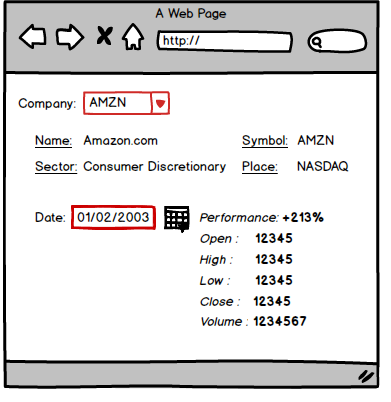 A Web Page
http://
Company: AMZN
Name: Amazon.com Symbol: AMZN
Sector: Consumer Discretionary Place: NASDAQ
Date: 01/02/2003 Performance: +213%
Open : 12345
High : 12345
Low : 12345
Close : 12345
Volume : 1234567